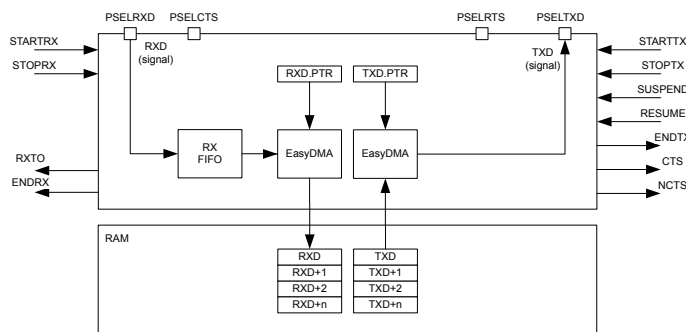 PSELRXD
PSELCTS
PSELRTS
PSELTXD
STARTRX
STOPRX
RXD
(signal)
RXD.PTR
TXD.PTR
TXD
(signal)
STARTTX
STOPTX
SUSPEND
RESUME
RX
FIFO
EasyDMA
EasyDMA
RXTO
ENDRX
ENDTX
CTS
NCTS
RAM
RXD
RXD+1
RXD+2
RXD+n
TXD
TXD+1
TXD+2
TXD+n